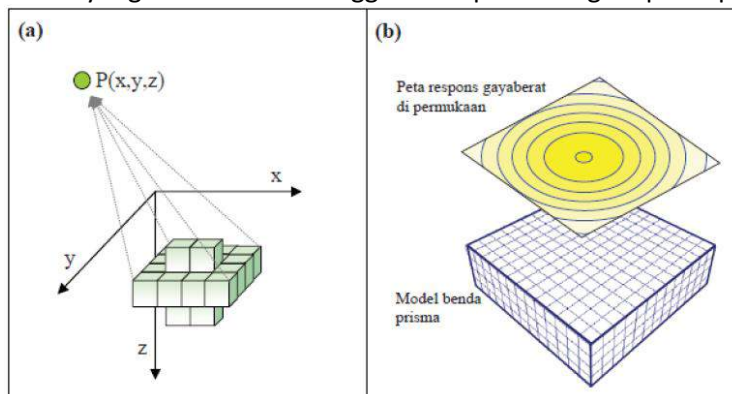 (a)
P(x,y,z)
x
y
z
(b)
Peta respons gayaberat
di permukaan
Model benda
prisma